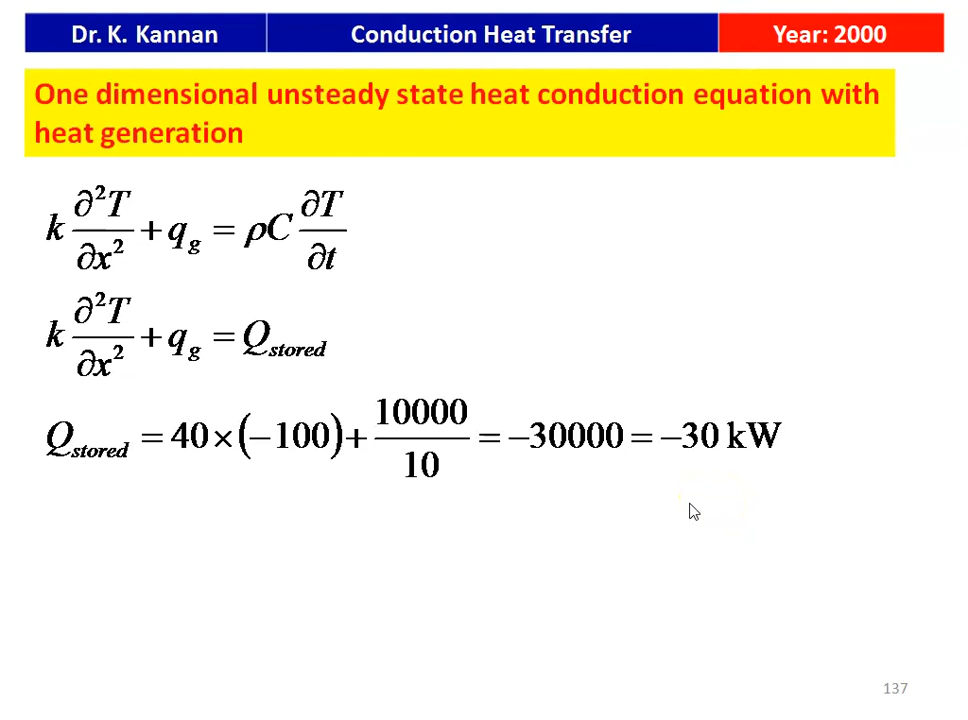 Dr. K. Kannan Conduction Heat Transfer Year: 2000
One dimensional unsteady state heat conduction equation with
heat generation
k ∂²T/∂x² + q_g = ρC ∂T/∂t
k ∂²T/∂x² + q_g = Q_stored
Q_stored = 40 × (−100) + 10000/10 = −30000 = −30 kW
137